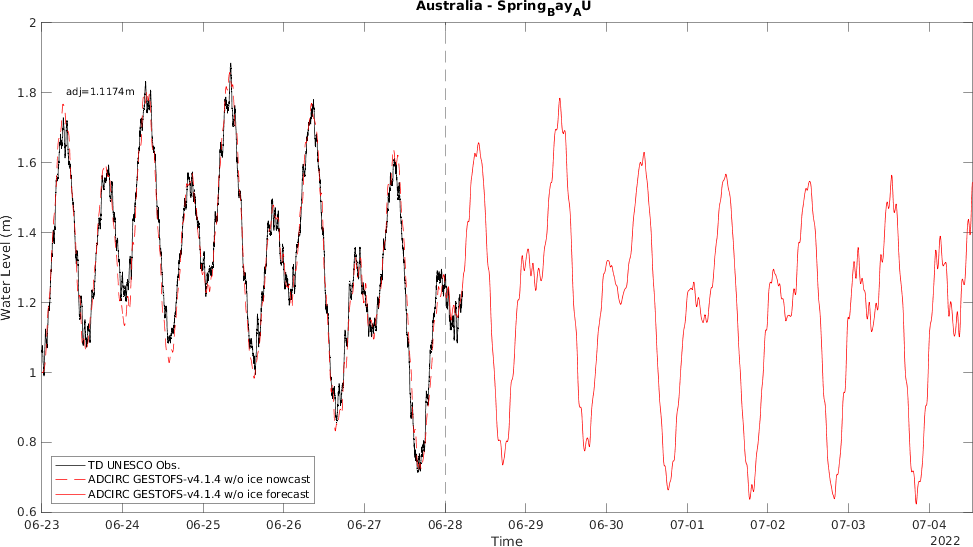 Australia - SpringBayAU
2
1.8
1.6
1.4
1.2
1
0.8
0.6
Water Level (m)
adj=1.1174m
TD UNESCO Obs.
ADCIRC GESTOFS-v4.1.4 w/o ice nowcast
ADCIRC GESTOFS-v4.1.4 w/o ice forecast
06-23 06-24 06-25 06-26 06-27 06-28 06-29 06-30 07-01 07-02 07-03 07-04
Time
2022